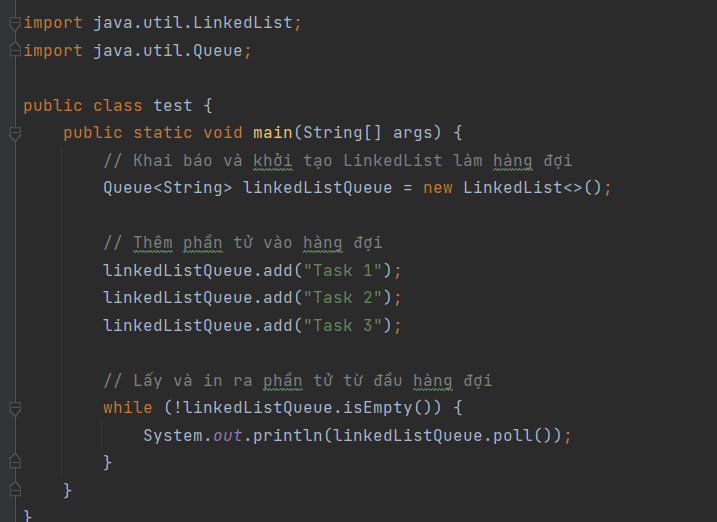 import java.util.LinkedList;
import java.util.Queue;
public class test {
public static void main(String[] args) {
// Khai báo và khởi tạo LinkedList làm hàng đợi
Queue<String> linkedListQueue = new LinkedList<>();
// Thêm phần tử vào hàng đợi
linkedListQueue.add("Task 1");
linkedListQueue.add("Task 2");
linkedListQueue.add("Task 3");
// Lấy và in ra phần tử từ đầu hàng đợi
while (!linkedListQueue.isEmpty()) {
System.out.println(linkedListQueue.poll());
}
}
}